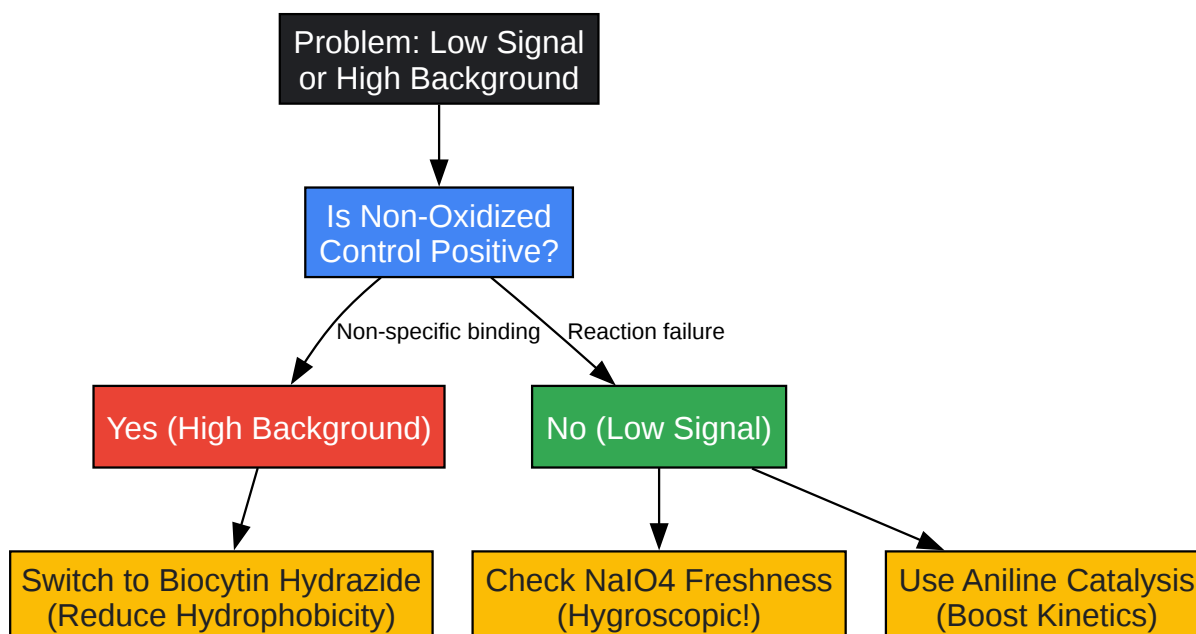 Problem: Low Signal
or High Background
Is Non-Oxidized
Control Positive?
Non-specific binding
Reaction failure
Yes (High Background)
No (Low Signal)
Switch to Biocytin Hydrazide
(Reduce Hydrophobicity)
Check NaIO4 Freshness
(Hygroscopic!)
Use Aniline Catalysis
(Boost Kinetics)